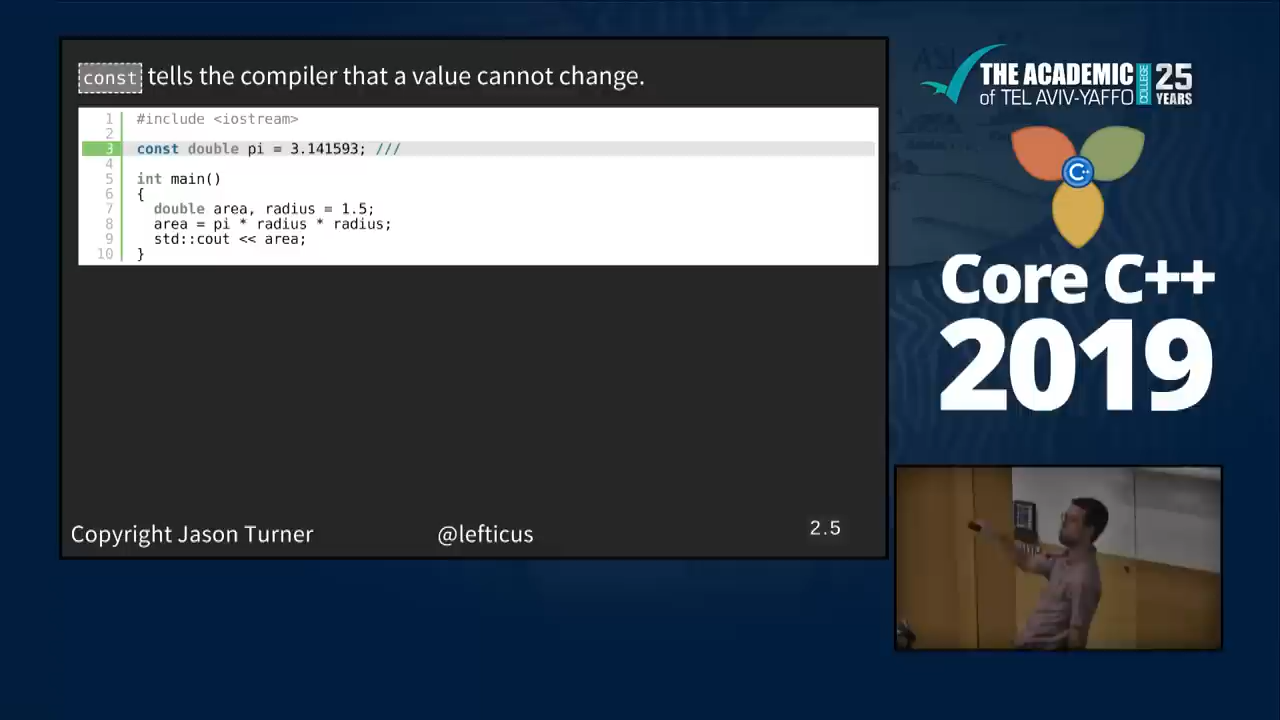 const tells the compiler that a value cannot change.
1 #include <iostream>
2
3 const double pi = 3.141593; ///
4
5 int main()
6 {
7 double area, radius = 1.5;
8 area = pi * radius * radius;
9 std::cout << area;
10 }
Copyright Jason Turner @lefticus 2.5
THE ACADEMIC COLLEGE 25
of TEL AVIV-YAFFO YEARS
C++
Core C++
2019